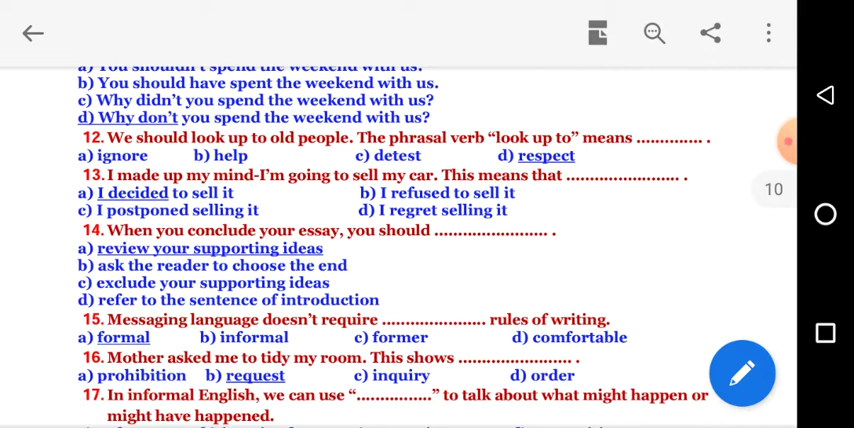 a) You shouldn't spend the weekend with us.
b) You should have spent the weekend with us.
c) Why didn't you spend the weekend with us?
d) Why don't you spend the weekend with us?
12. We should look up to old people. The phrasal verb "look up to" means .............. .
a) ignore b) help c) detest d) respect
13. I made up my mind-I'm going to sell my car. This means that ........................ .
a) I decided to sell it b) I refused to sell it
c) I postponed selling it d) I regret selling it
14. When you conclude your essay, you should ........................ .
a) review your supporting ideas
b) ask the reader to choose the end
c) exclude your supporting ideas
d) refer to the sentence of introduction
15. Messaging language doesn't require ...................... rules of writing.
a) formal b) informal c) former d) comfortable
16. Mother asked me to tidy my room. This shows ........................ .
a) prohibition b) request c) inquiry d) order
17. In informal English, we can use "................" to talk about what might happen or
might have happened.
10